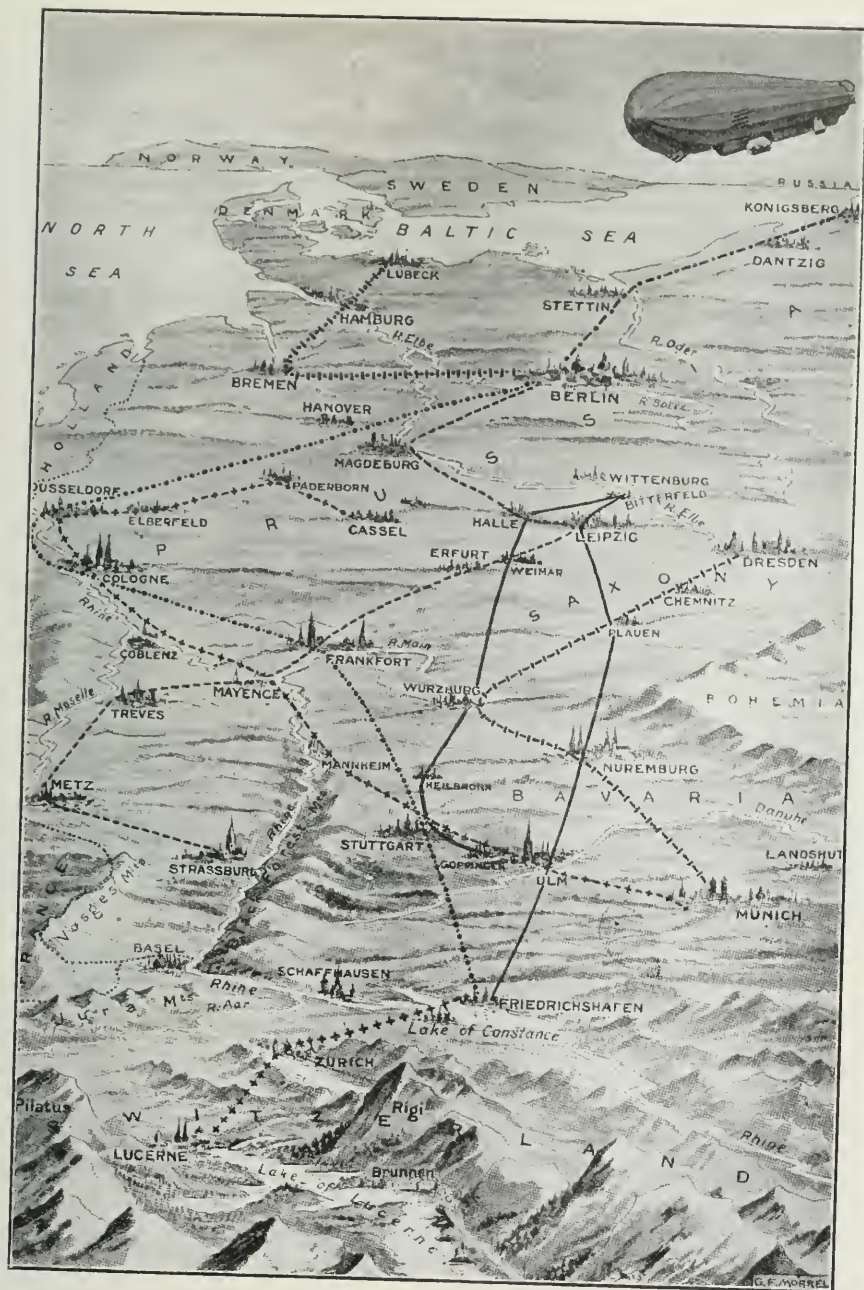 NORWAY
SWEDEN
RUSSIA
DENMARK
KONIGSBERG
NORTH
SEA
BALTIC SEA
DANTZIG
LUBECK
STETTIN
HAMBURG
R. Elbe
R. Oder
BREMEN
BERLIN
HOLLAND
HANOVER
MAGDEBURG
PRUSSIA
WITTENBURG
BITTERFELD
DUSSELDORF
PADERBORN
ELBERFELD
CASSEL
HALLE
R. Elbe
LEIPZIG
ERFURT
WEIMAR
DRESDEN
COLOGNE
CHEMNITZ
SAXONY
Rhine
PLAUEN
COBLENZ
R. Main
FRANKFORT
R. Moselle
MAYENCE
WURZBURG
TREVES
BOHEMIA
MANNHEIM
NUREMBURG
METZ
HEILBRONN
BAVARIA
Rhine
Danube
Black Forest Mts
STUTTGART
GOPPINGEN
LANDSHUT
STRASSBURG
ULM
FRANCE
Vosges Mts
MUNICH
BASEL
SCHAFFHAUSEN
Rhine
FRIEDRICHSHAFEN
Jura Mts
R. Aar
Lake of Constance
ZURICH
Pilatus
Rigi
SWITZERLAND
Rhine
LUCERNE
Brunnen
Lake of Lucerne
G.F.MORREL